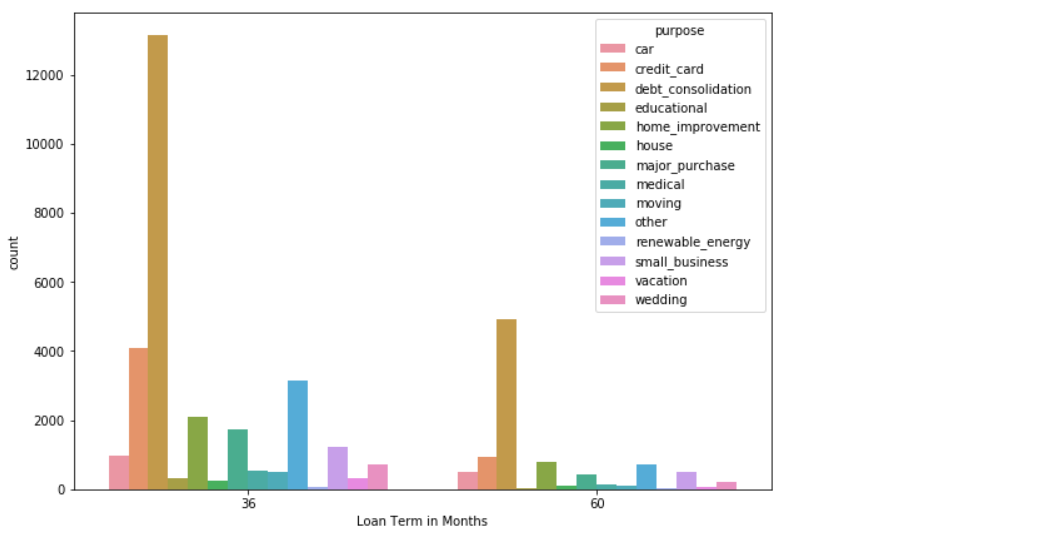 12000
10000
8000
6000
4000
2000
0
count
36
60
Loan Term in Months
purpose
car
credit_card
debt_consolidation
educational
home_improvement
house
major_purchase
medical
moving
other
renewable_energy
small_business
vacation
wedding